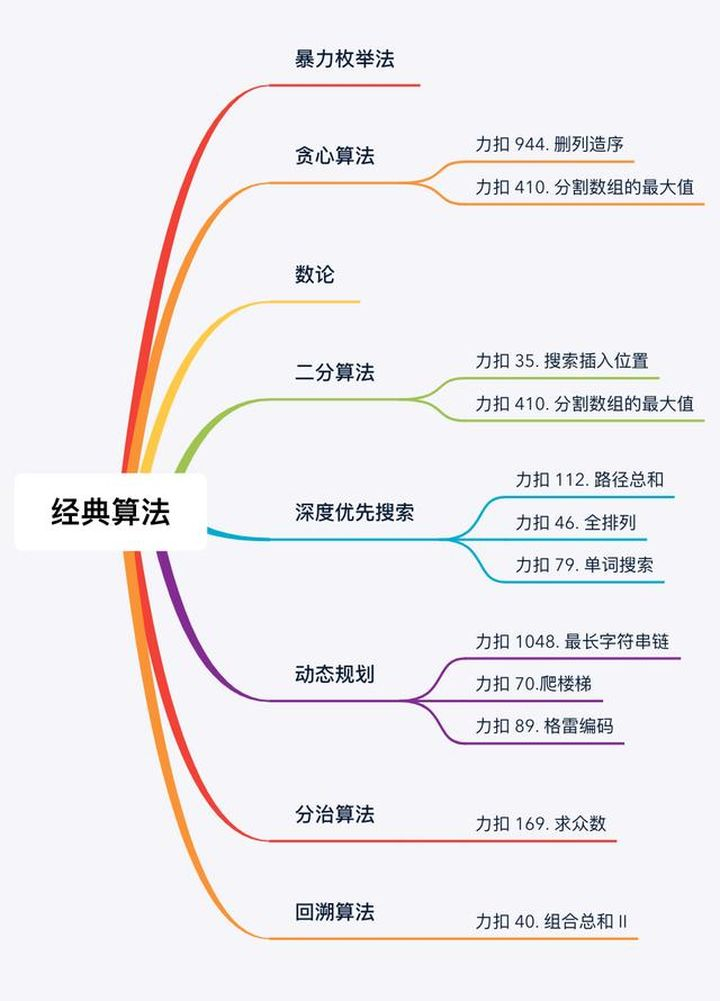 经典算法
暴力枚举法
贪心算法
力扣 944. 删列造序
力扣 410. 分割数组的最大值
数论
二分算法
力扣 35. 搜索插入位置
力扣 410. 分割数组的最大值
深度优先搜索
力扣 112. 路径总和
力扣 46. 全排列
力扣 79. 单词搜索
动态规划
力扣 1048. 最长字符串链
力扣 70.爬楼梯
力扣 89. 格雷编码
分治算法
力扣 169. 求众数
回溯算法
力扣 40. 组合总和 II